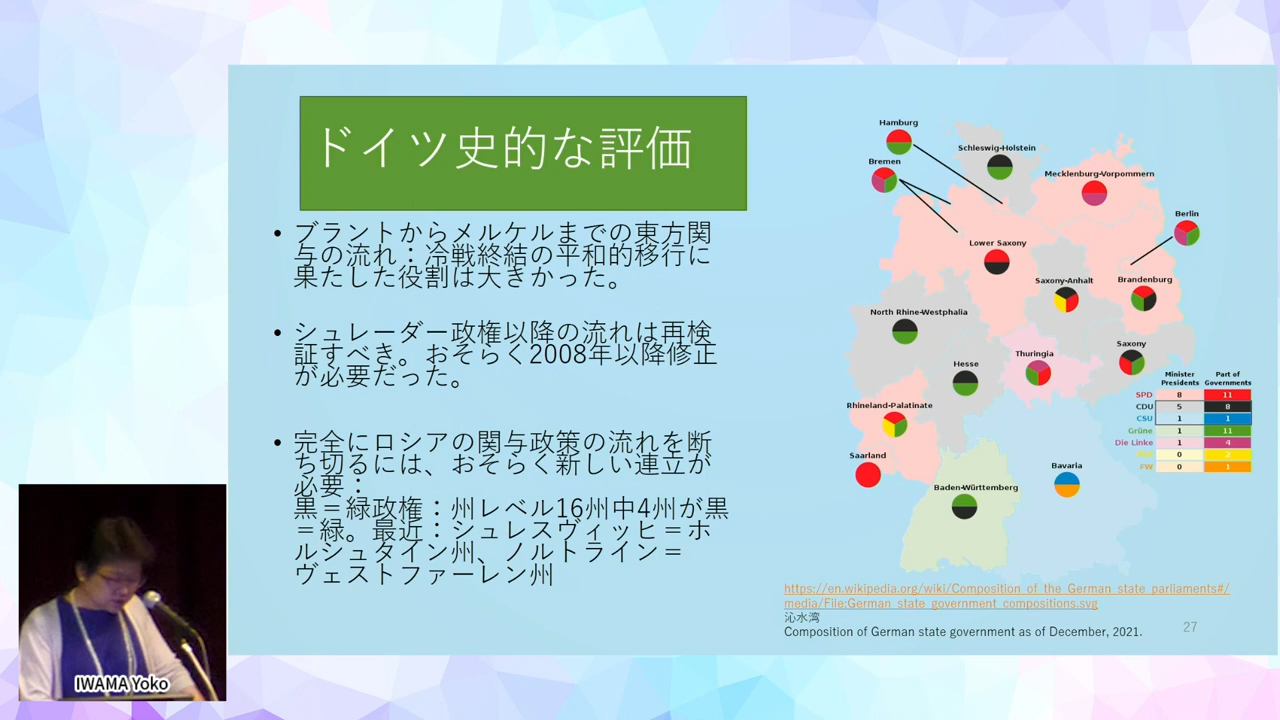 ドイツ史的な評価
• ブラントからメルケルまでの東方関
与の流れ：冷戦終結の平和的移行に
果たした役割は大きかった。
• シュレーダー政権以降の流れは再検
証すべき。おそらく2008年以降修正
が必要だった。
• 完全にロシアの関与政策の流れを断
ち切るには、おそらく新しい連立が
必要：
黒＝緑政権：州レベル16州中4州が黒
＝緑。最近：シュレスヴィッヒ＝ホ
ルシュタイン州、ノルトライン＝
ヴェストファーレン州
Hamburg
Schleswig-Holstein
Bremen
Mecklenburg-Vorpommern
Berlin
Lower Saxony
Saxony-Anhalt
Brandenburg
North Rhine-Westphalia
Saxony
Thuringia
Hesse
Rhineland-Palatinate
Saarland
Bavaria
Baden-Württemberg
Minister Part of
Presidents Governments
SPD 8 11
CDU 5 8
CSU 1 1
Grüne 1 11
Die Linke 1 4
0 2
FW 0 1
https://en.wikipedia.org/wiki/Composition_of_the_German_state_parliaments#/
media/File:German_state_government_compositions.svg
沁水湾
Composition of German state government as of December, 2021.
27
IWAMA Yoko